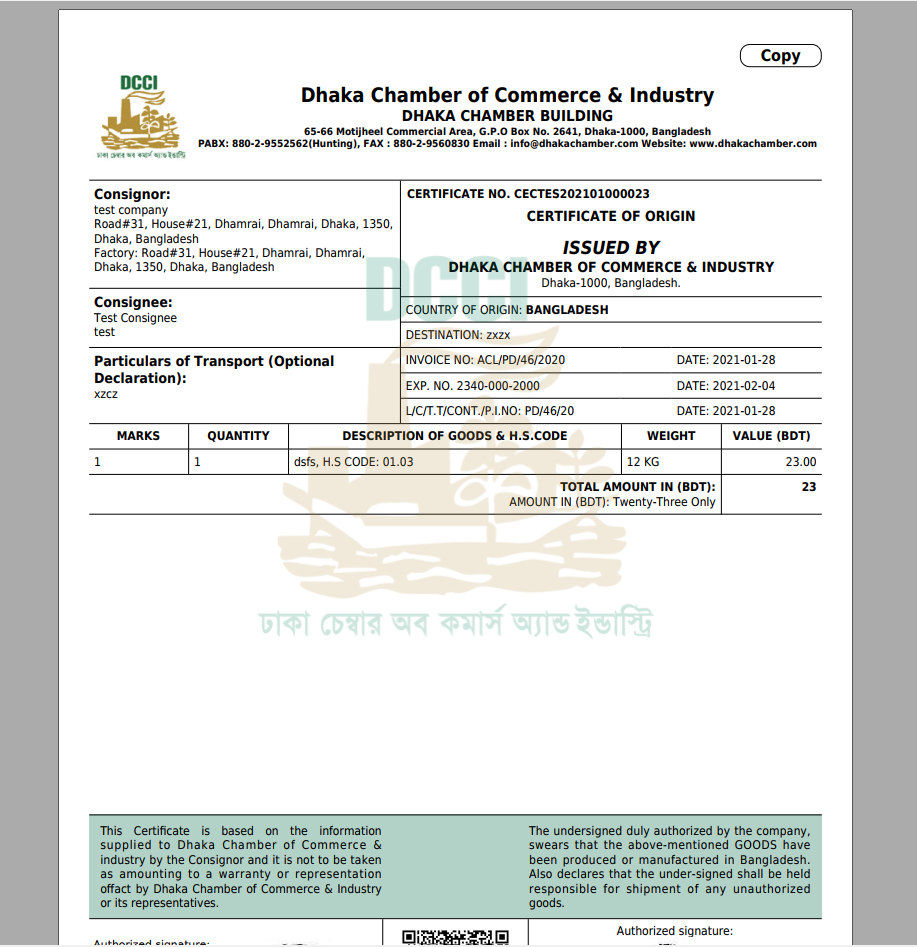 Copy
DCCI
ঢাকা চেম্বার অব কমার্স অ্যান্ড ইন্ডাস্ট্রি
Dhaka Chamber of Commerce & Industry
DHAKA CHAMBER BUILDING
65-66 Motijheel Commercial Area, G.P.O Box No. 2641, Dhaka-1000, Bangladesh
PABX: 880-2-9552562(Hunting), FAX : 880-2-9560830 Email : info@dhakachamber.com Website: www.dhakachamber.com
Consignor:
test company
Road#31, House#21, Dhamrai, Dhamrai, Dhaka, 1350,
Dhaka, Bangladesh
Factory: Road#31, House#21, Dhamrai, Dhamrai,
Dhaka, 1350, Dhaka, Bangladesh
Consignee:
Test Consignee
test
Particulars of Transport (Optional
Declaration):
xzcz
CERTIFICATE NO. CECTES202101000023
CERTIFICATE OF ORIGIN
ISSUED BY
DHAKA CHAMBER OF COMMERCE & INDUSTRY
Dhaka-1000, Bangladesh.
COUNTRY OF ORIGIN: BANGLADESH
DESTINATION: zxzx
INVOICE NO: ACL/PD/46/2020 DATE: 2021-01-28
EXP. NO. 2340-000-2000 DATE: 2021-02-04
L/C/T.T/CONT./P.I.NO: PD/46/20 DATE: 2021-01-28
MARKS QUANTITY DESCRIPTION OF GOODS & H.S.CODE WEIGHT VALUE (BDT)
1 1 dsfs, H.S CODE: 01.03 12 KG 23.00
TOTAL AMOUNT IN (BDT): 23
AMOUNT IN (BDT): Twenty-Three Only
DCCI
ঢাকা চেম্বার অব কমার্স অ্যান্ড ইন্ডাস্ট্রি
This Certificate is based on the information
supplied to Dhaka Chamber of Commerce &
industry by the Consignor and it is not to be taken
as amounting to a warranty or representation
offact by Dhaka Chamber of Commerce & Industry
or its representatives.
The undersigned duly authorized by the company,
swears that the above-mentioned GOODS have
been produced or manufactured in Bangladesh.
Also declares that the under-signed shall be held
responsible for shipment of any unauthorized
goods.
Authorized signature:
Authorized signature: